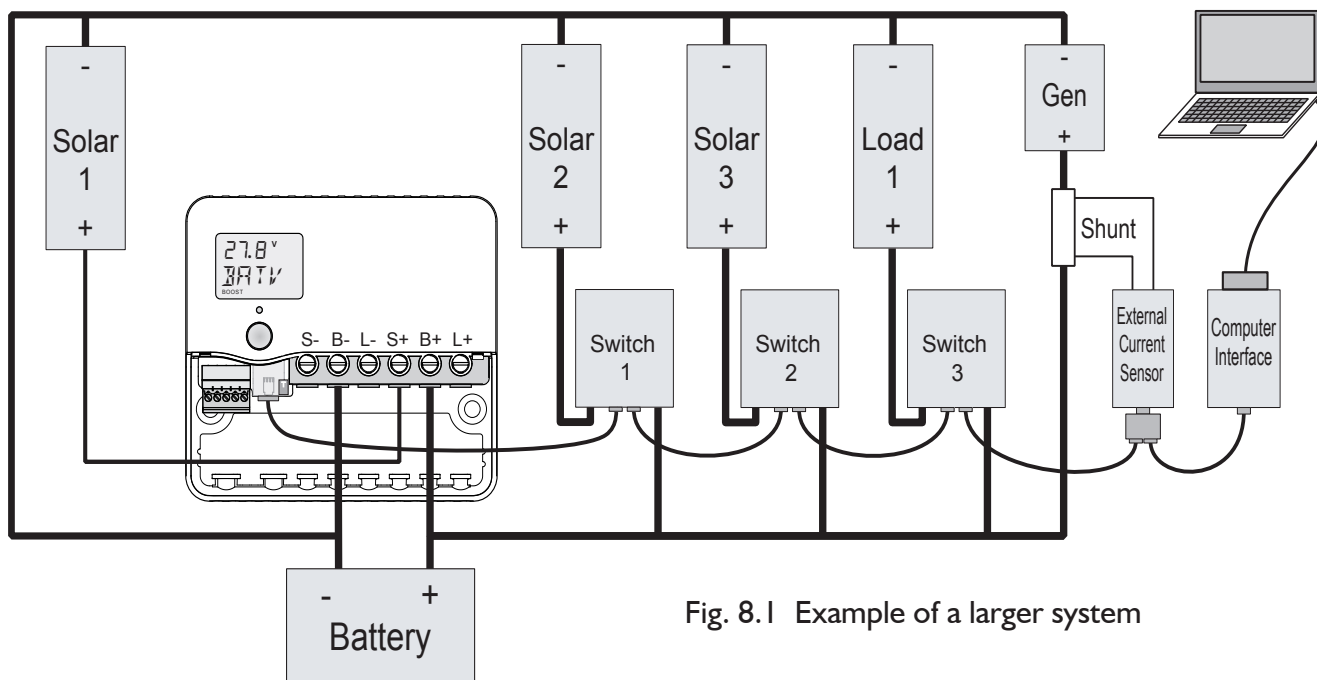 -
Solar
1
+
-
Solar
2
+
-
Solar
3
+
-
Load
1
+
-
Gen
+
Shunt
27.8 V
BATV
BOOST
S- B- L- S+ B+ L+
Switch
1
Switch
2
Switch
3
External
Current
Sensor
Computer
Interface
- +
Battery
Fig. 8.1 Example of a larger system